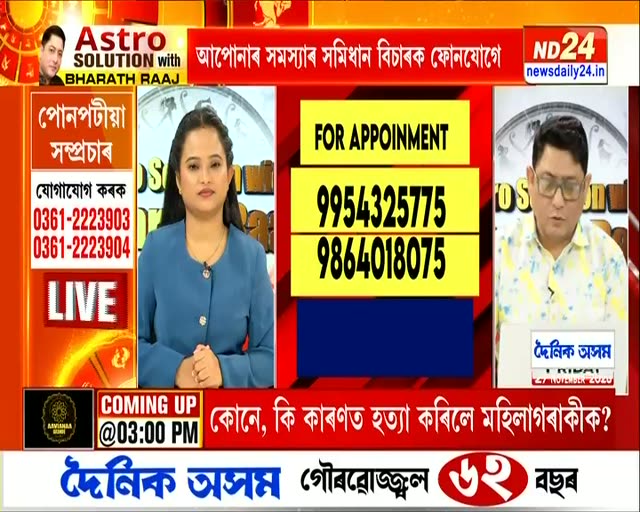 Astro
SOLUTION with
BHARATH RAAJ
আপোনাৰ সমস্যাৰ সমিধান বিচাৰক ফোনযোগে
ND24
newsdaily24.in
পোনপটীয়া
সম্প্ৰচাৰ
যোগাযোগ কৰক
0361-2223903
0361-2223904
LIVE
FOR APPOINMENT
9954325775
9864018075
দৈনিক অসম
FRIDAY
COMING UP
@03:00 PM
কোনে, কি কাৰণত হত্যা কৰিলে মহিলাগৰাকীক?
দৈনিক অসম গৌৰৱোজ্জ্বল ৬২ বছৰ